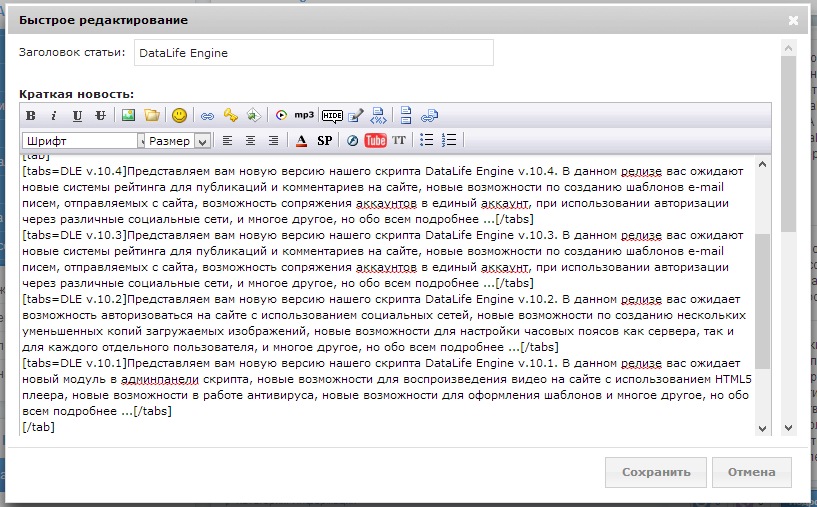 Быстрое редактирование
Заголовок статьи: DataLife Engine
Краткая новость:
B i U U mp3 HIDE <%>
Шрифт Размер A SP Tube TT
[tab]
[tabs=DLE v.10.4]Представляем вам новую версию нашего скрипта DataLife Engine v.10.4. В данном релизе вас ожидают
новые системы рейтинга для публикаций и комментариев на сайте, новые возможности по созданию шаблонов e-mail
писем, отправляемых с сайта, возможность сопряжения аккаунтов в единый аккаунт, при использовании авторизации
через различные социальные сети, и многое другое, но обо всем подробнее ...[/tabs]
[tabs=DLE v.10.3]Представляем вам новую версию нашего скрипта DataLife Engine v.10.3. В данном релизе вас ожидают
новые системы рейтинга для публикаций и комментариев на сайте, новые возможности по созданию шаблонов e-mail
писем, отправляемых с сайта, возможность сопряжения аккаунтов в единый аккаунт, при использовании авторизации
через различные социальные сети, и многое другое, но обо всем подробнее ...[/tabs]
[tabs=DLE v.10.2]Представляем вам новую версию нашего скрипта DataLife Engine v.10.2. В данном релизе вас ожидает
возможность авторизоваться на сайте с использованием социальных сетей, новые возможности по созданию нескольких
уменьшенных копий загружаемых изображений, новые возможности для настройки часовых поясов как сервера, так и
для каждого отдельного пользователя, и многое другое, но обо всем подробнее ...[/tabs]
[tabs=DLE v.10.1]Представляем вам новую версию нашего скрипта DataLife Engine v.10.1. В данном релизе вас ожидает
новый модуль в админпанели скрипта, новые возможности для воспроизведения видео на сайте с использованием HTML5
плеера, новые возможности в работе антивируса, новые возможности для оформления шаблонов и многое другое, но обо
всем подробнее ...[/tabs]
[/tab]
Сохранить Отмена